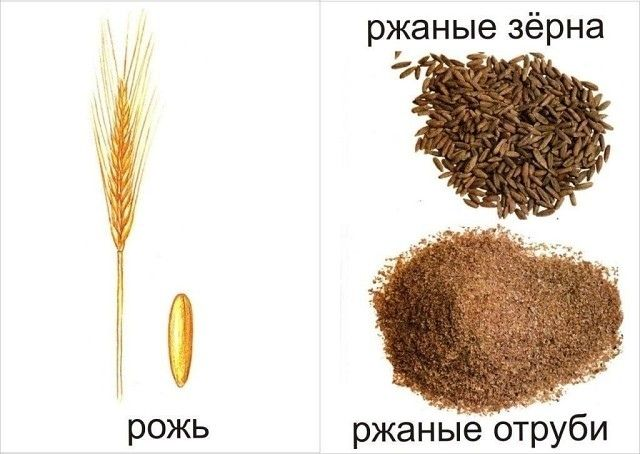 рожь
ржаные зёрна
ржаные отруби